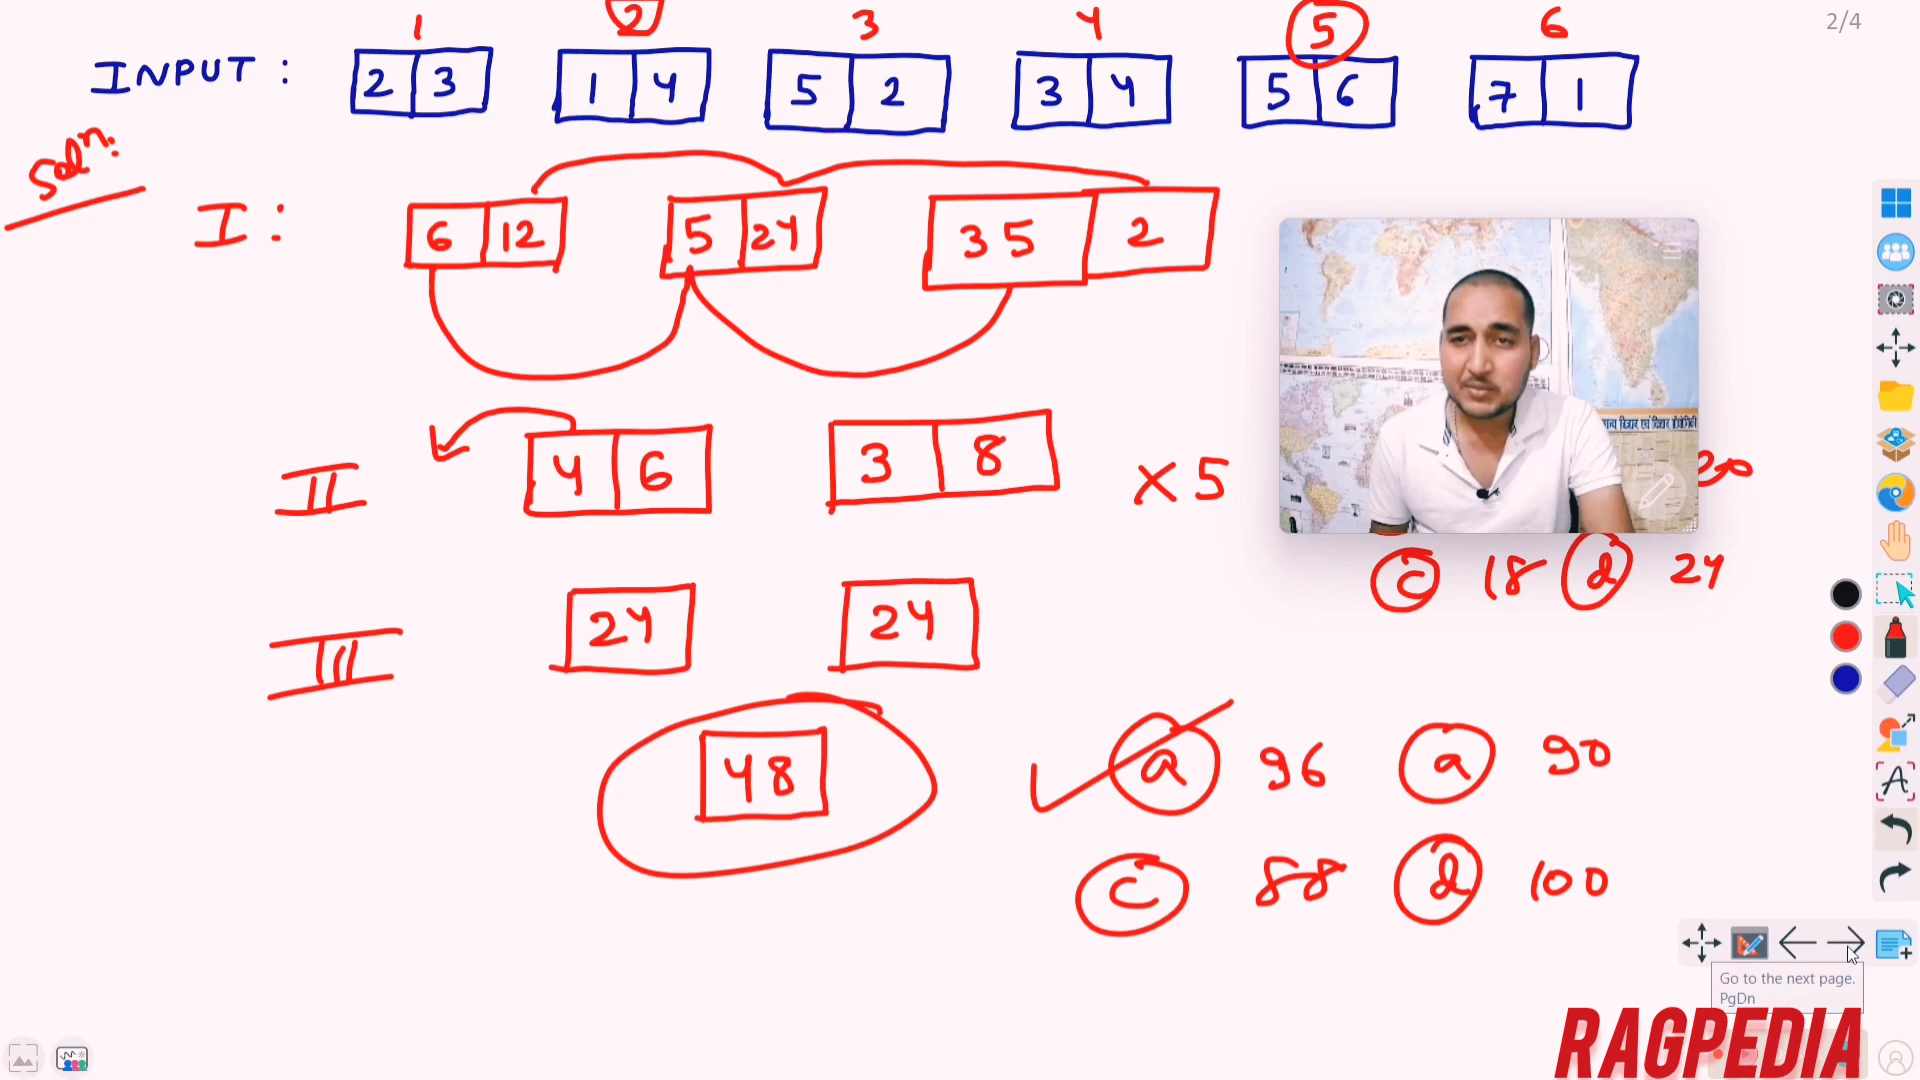 2/4
1 2 3 4 5 6
INPUT : 2 3 1 4 5 2 3 4 5 6 7 1
Soln.
I : 6 12 5 24 35 2
II 4 6 3 8 × 5 20
c 18 d 24
III 24 24
48
a 96 a 90
c 88 d 100
Go to the next page.
PgDn
RAGPEDIA